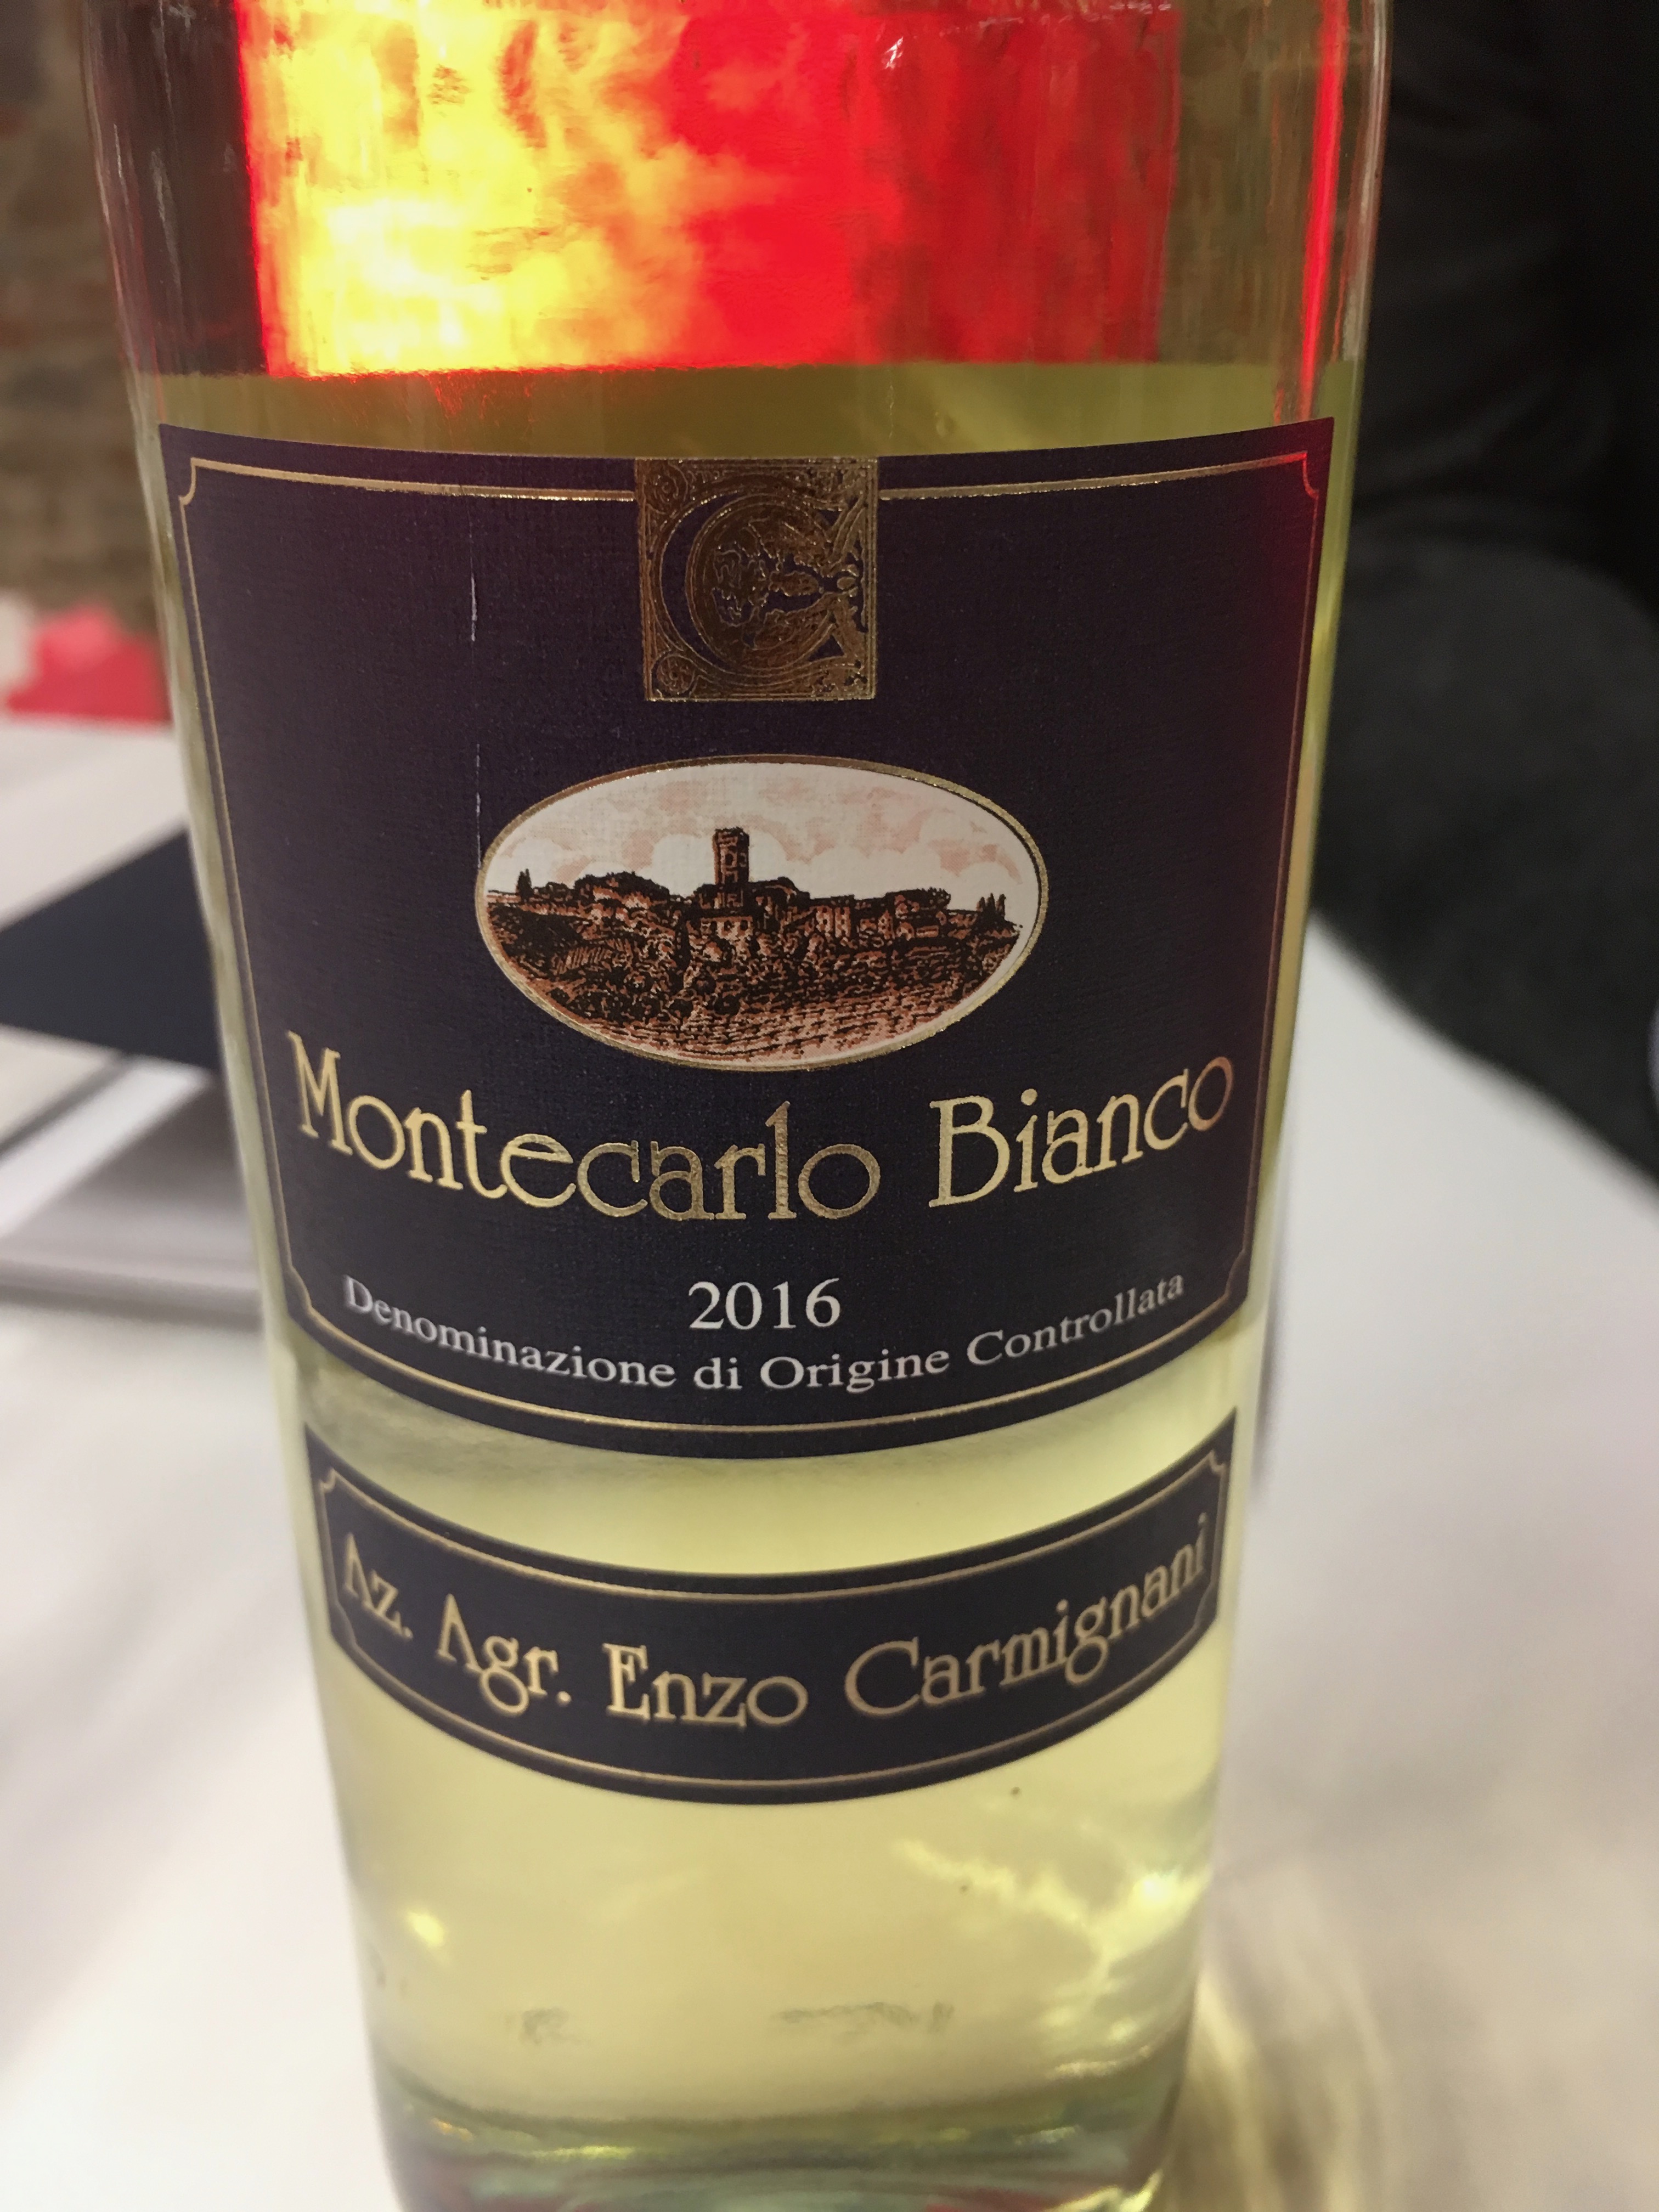 Montecarlo Bianco
2016
Denominazione di Origine Controllata
Az. Agr. Enzo Carmignani